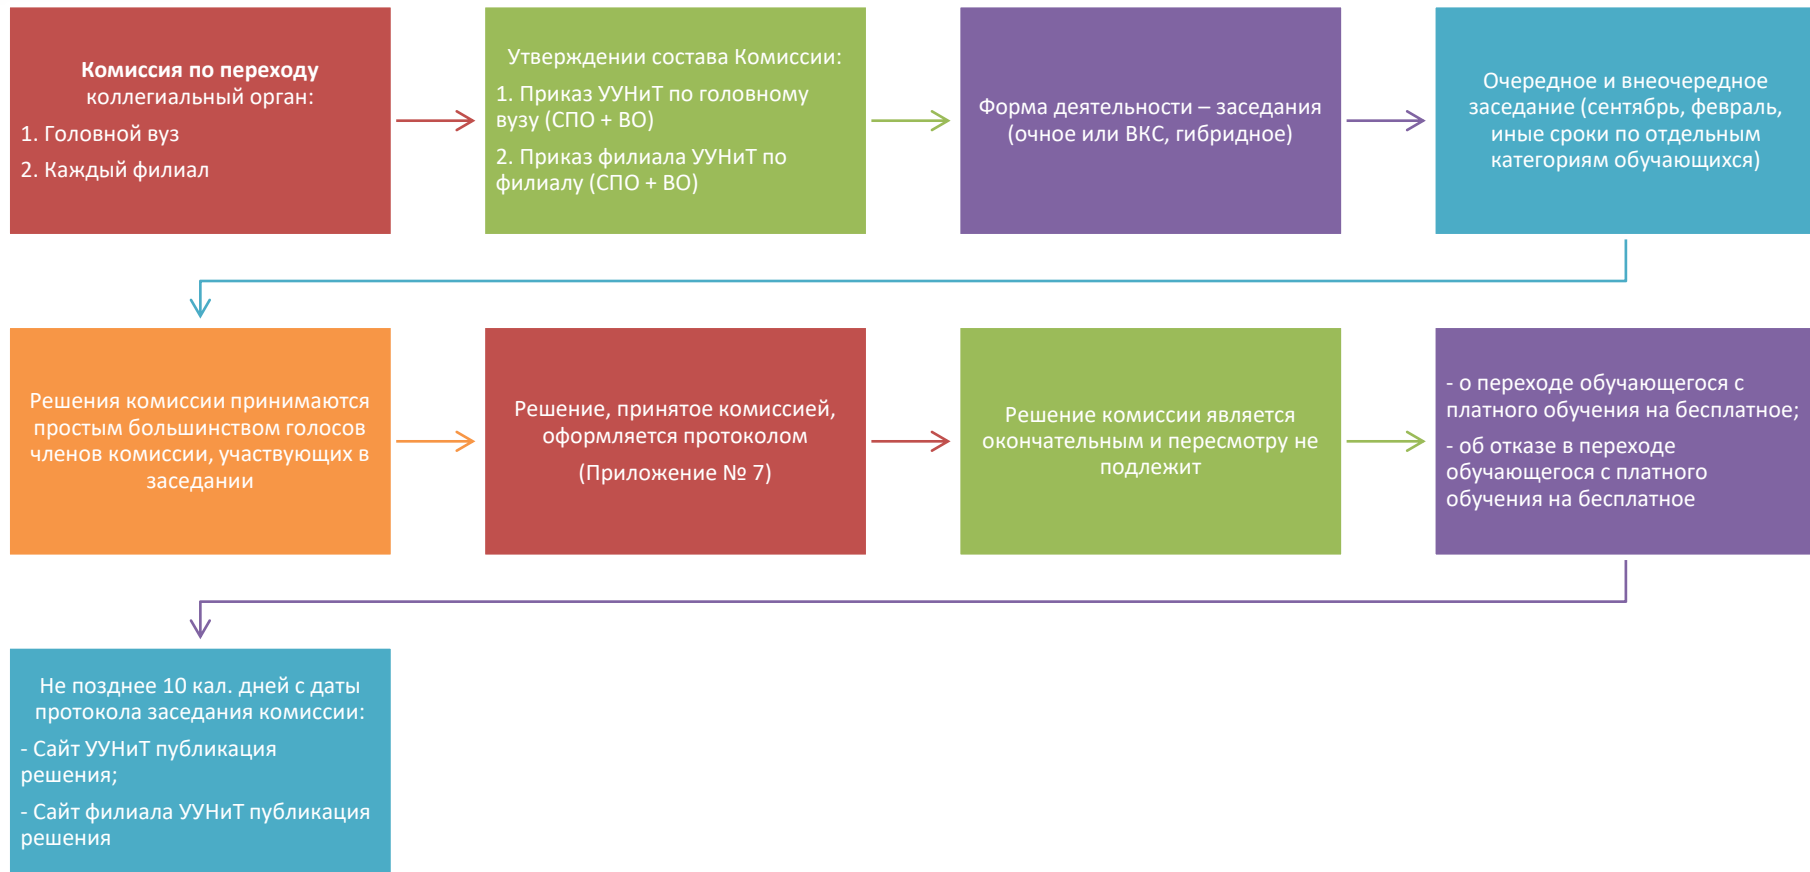 Комиссия по переходу
коллегиальный орган:
1. Головной вуз
2. Каждый филиал
Утверждении состава Комиссии:
1. Приказ УУНиТ по головному
вузу (СПО + ВО)
2. Приказ филиала УУНиТ по
филиалу (СПО + ВО)
Форма деятельности – заседания
(очное или ВКС, гибридное)
Очередное и внеочередное
заседание (сентябрь, февраль,
иные сроки по отдельным
категориям обучающихся)
Решения комиссии принимаются
простым большинством голосов
членов комиссии, участвующих в
заседании
Решение, принятое комиссией,
оформляется протоколом
(Приложение № 7)
Решение комиссии является
окончательным и пересмотру не
подлежит
- о переходе обучающегося с
платного обучения на бесплатное;
- об отказе в переходе
обучающегося с платного
обучения на бесплатное
Не позднее 10 кал. дней с даты
протокола заседания комиссии:
- Сайт УУНиТ публикация
решения;
- Сайт филиала УУНиТ публикация
решения